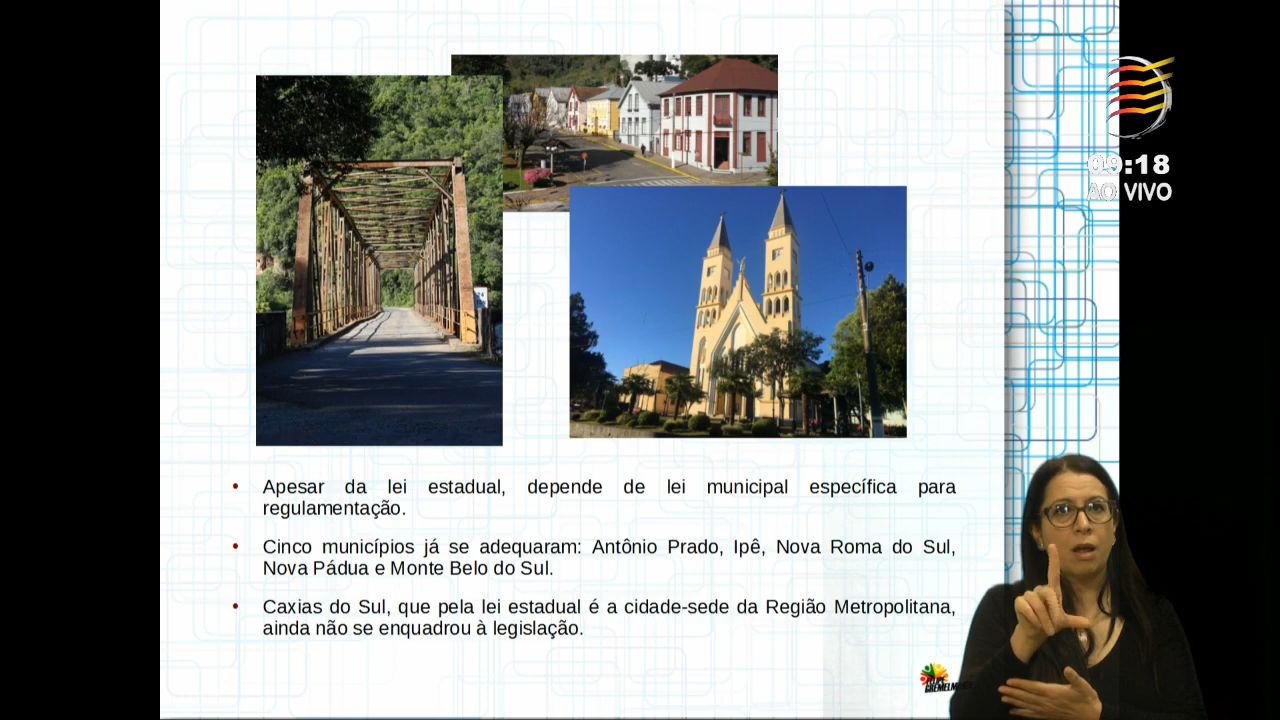 09:18
AO VIVO
• Apesar da lei estadual, depende de lei municipal específica para
regulamentação.
• Cinco municípios já se adequaram: Antônio Prado, Ipê, Nova Roma do Sul,
Nova Pádua e Monte Belo do Sul.
• Caxias do Sul, que pela lei estadual é a cidade-sede da Região Metropolitana,
ainda não se enquadrou à legislação.